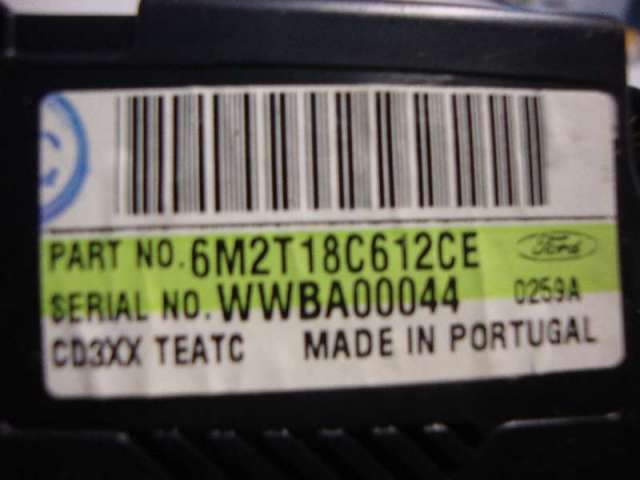 C
PART NO. 6M2T18C612CE Ford
SERIAL NO. WWBA00044 0259A
CD3XX TEATC MADE IN PORTUGAL